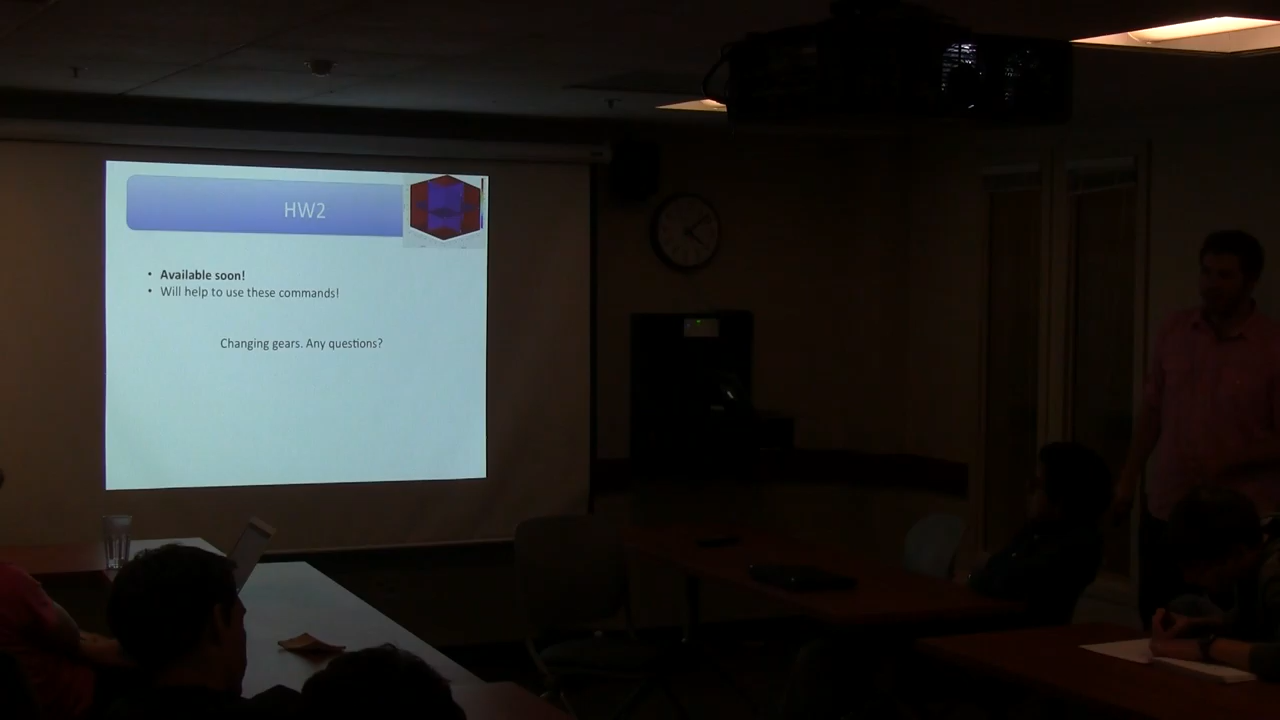 HW2
• Available soon!
• Will help to use these commands!
Changing gears. Any questions?